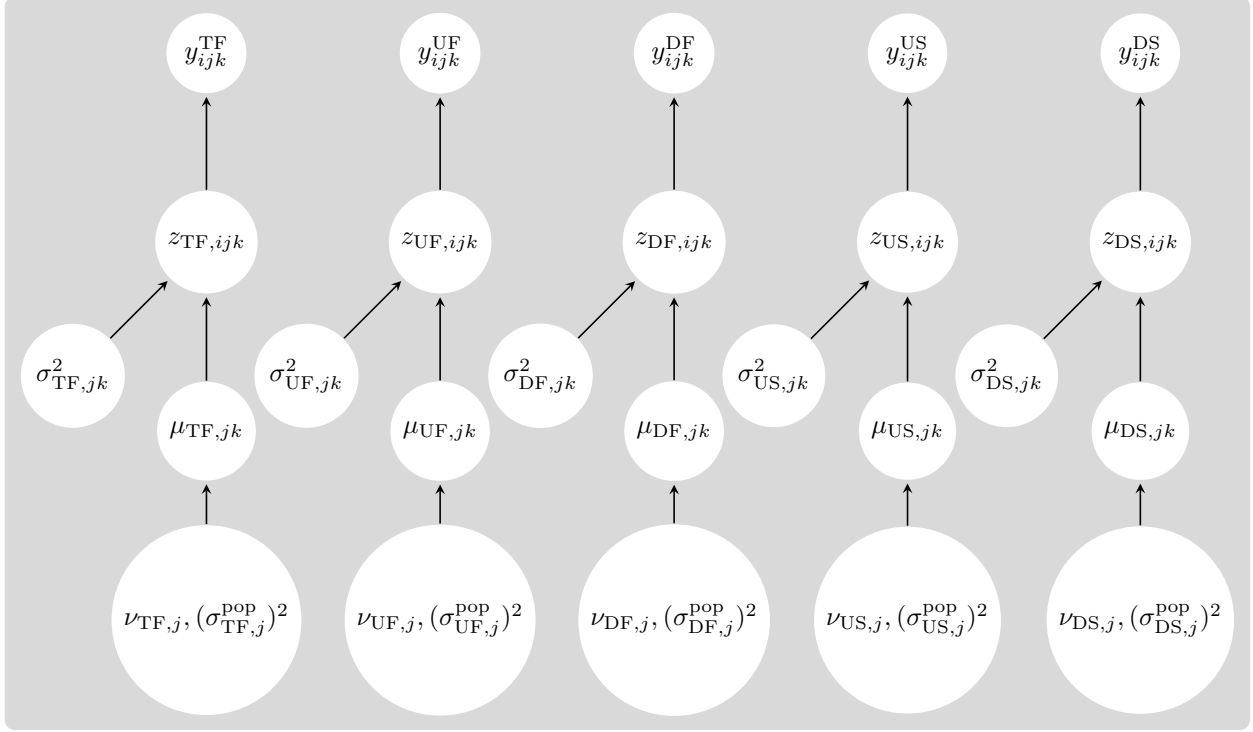 y_{ijk}^{TF} y_{ijk}^{UF} y_{ijk}^{DF} y_{ijk}^{US} y_{ijk}^{DS}
z_{TF,ijk} z_{UF,ijk} z_{DF,ijk} z_{US,ijk} z_{DS,ijk}
σ^2_{TF,jk} σ^2_{UF,jk} σ^2_{DF,jk} σ^2_{US,jk} σ^2_{DS,jk}
μ_{TF,jk} μ_{UF,jk} μ_{DF,jk} μ_{US,jk} μ_{DS,jk}
ν_{TF,j}, (σ^{pop}_{TF,j})^2 ν_{UF,j}, (σ^{pop}_{UF,j})^2 ν_{DF,j}, (σ^{pop}_{DF,j})^2 ν_{US,j}, (σ^{pop}_{US,j})^2 ν_{DS,j}, (σ^{pop}_{DS,j})^2